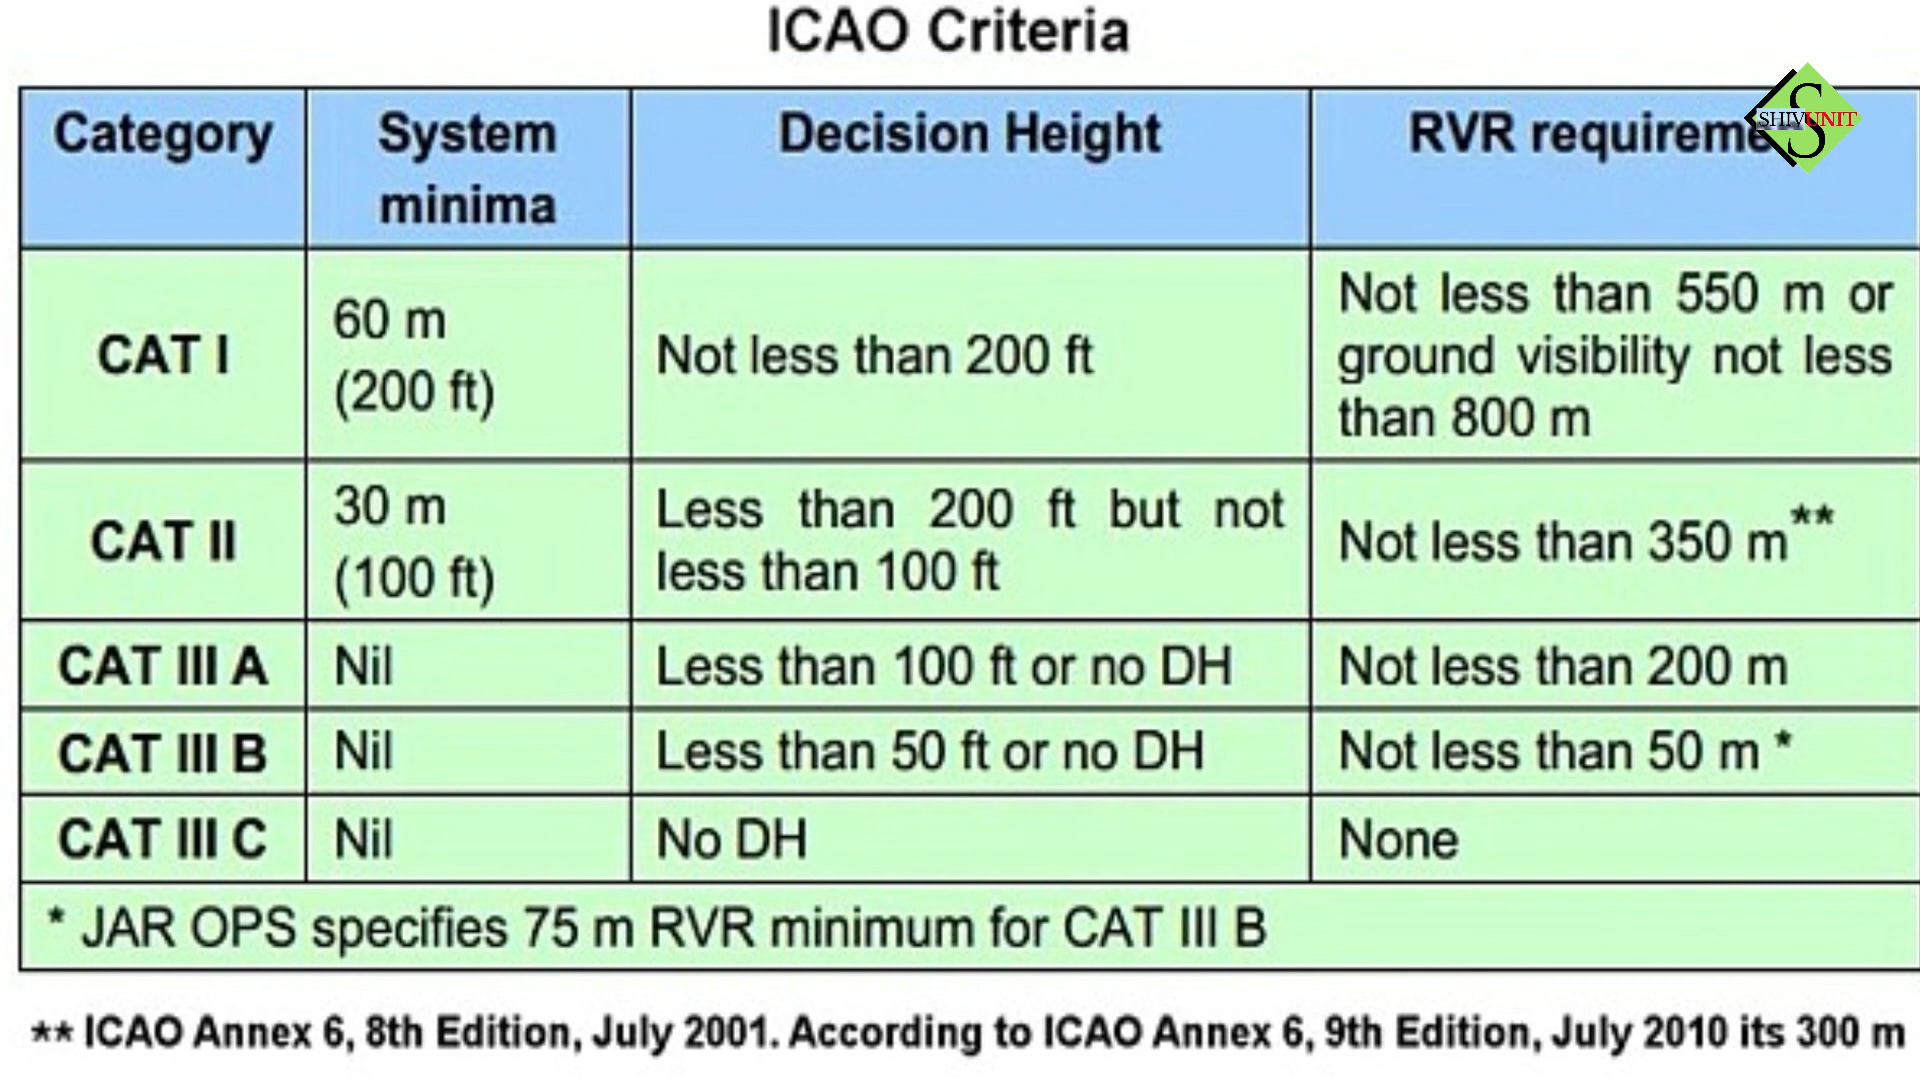 ICAO Criteria
Category
System
minima
Decision Height
RVR requireme
SHIVUNIT
S
CAT I
60 m
(200 ft)
Not less than 200 ft
Not less than 550 m or
ground visibility not less
than 800 m
CAT II
30 m
(100 ft)
Less than 200 ft but not
less than 100 ft
Not less than 350 m**
CAT III A
Nil
Less than 100 ft or no DH
Not less than 200 m
CAT III B
Nil
Less than 50 ft or no DH
Not less than 50 m *
CAT III C
Nil
No DH
None
* JAR OPS specifies 75 m RVR minimum for CAT III B
** ICAO Annex 6, 8th Edition, July 2001. According to ICAO Annex 6, 9th Edition, July 2010 its 300 m